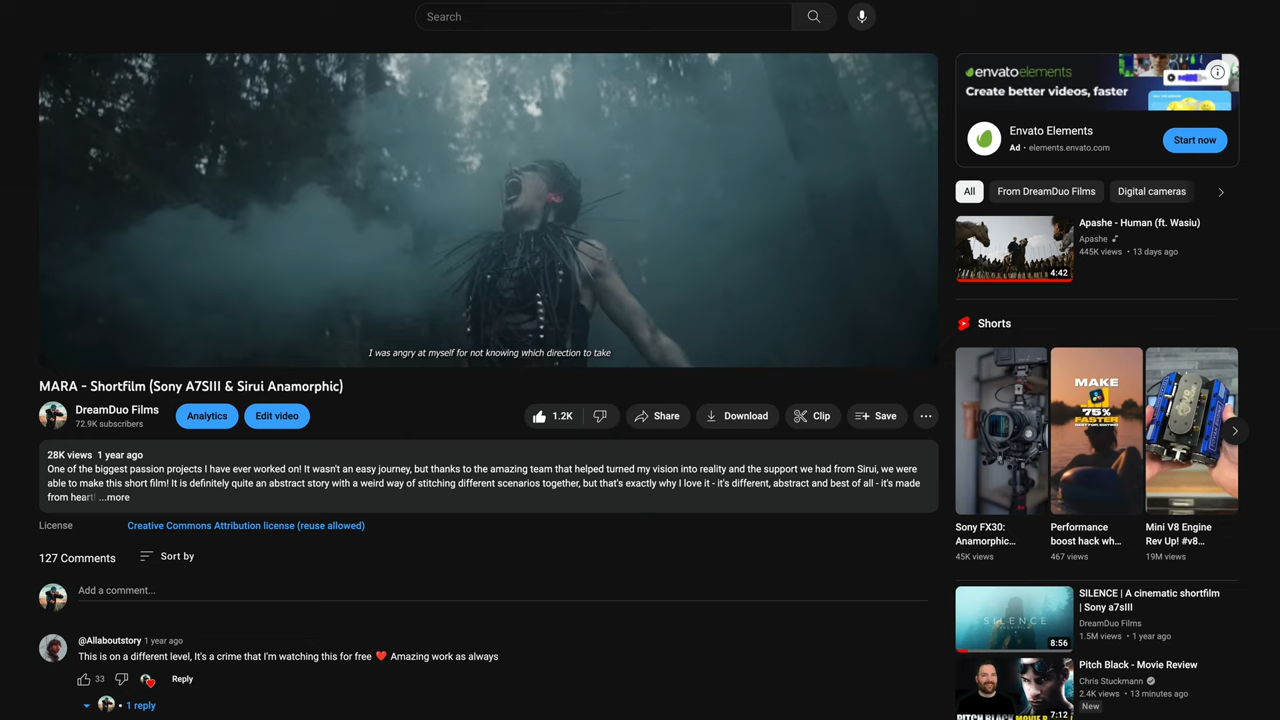 Search
I was angry at myself for not knowing which direction to take
MARA - Shortfilm (Sony A7SIII & Sirui Anamorphic)
DreamDuo Films
72.9K subscribers
Analytics
Edit video
1.2K
Share
Download
Clip
Save
28K views 1 year ago
One of the biggest passion projects I have ever worked on! It wasn't an easy journey, but thanks to the amazing team that helped turned my vision into reality and the support we had from Sirui, we were
able to make this short film! It is definitely quite an abstract story with a weird way of stitching different scenarios together, but that's exactly why I love it - it's different, abstract and best of all - it's made
from heart! ...more
License
Creative Commons Attribution license (reuse allowed)
127 Comments
Sort by
Add a comment...
@Allaboutstory 1 year ago
This is on a different level, It's a crime that I'm watching this for free ❤️ Amazing work as always
33
Reply
1 reply
envatoelements
Create better videos, faster
Envato Elements
Ad · elements.envato.com
Start now
All
From DreamDuo Films
Digital cameras
4:42
Apashe - Human (ft. Wasiu)
Apashe
445K views • 13 days ago
Shorts
MAKE
75%
FASTER
Sony FX30:
Anamorphic...
45K views
Performance
boost hack wh...
467 views
Mini V8 Engine
Rev Up! #v8...
19M views
SILENCE
8:56
SILENCE | A cinematic shortfilm
| Sony a7sIII
DreamDuo Films
1.5M views • 1 year ago
PITCH BLACK MOVIE
7:12
Pitch Black - Movie Review
Chris Stuckmann
2.4K views • 13 minutes ago
New